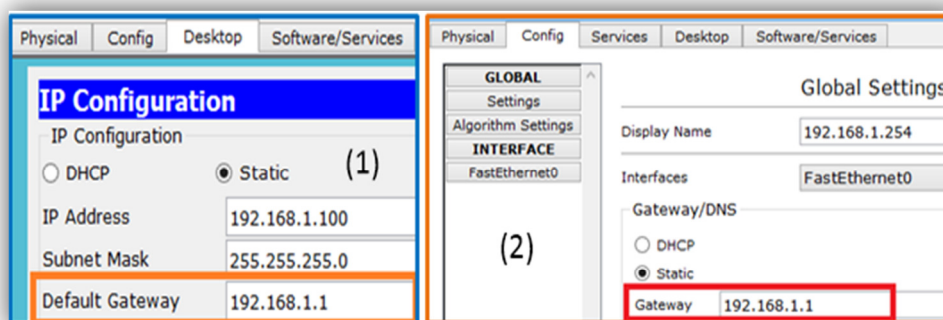 Physical Config Desktop Software/Services
IP Configuration
IP Configuration
(1)
DHCP Static
IP Address 192.168.1.100
Subnet Mask 255.255.255.0
Default Gateway 192.168.1.1
Physical Config Services Desktop Software/Services
GLOBAL
Settings
Algorithm Settings
INTERFACE
FastEthernet0
(2)
Global Settings
Display Name 192.168.1.254
Interfaces FastEthernet0
Gateway/DNS
DHCP
Static
Gateway 192.168.1.1